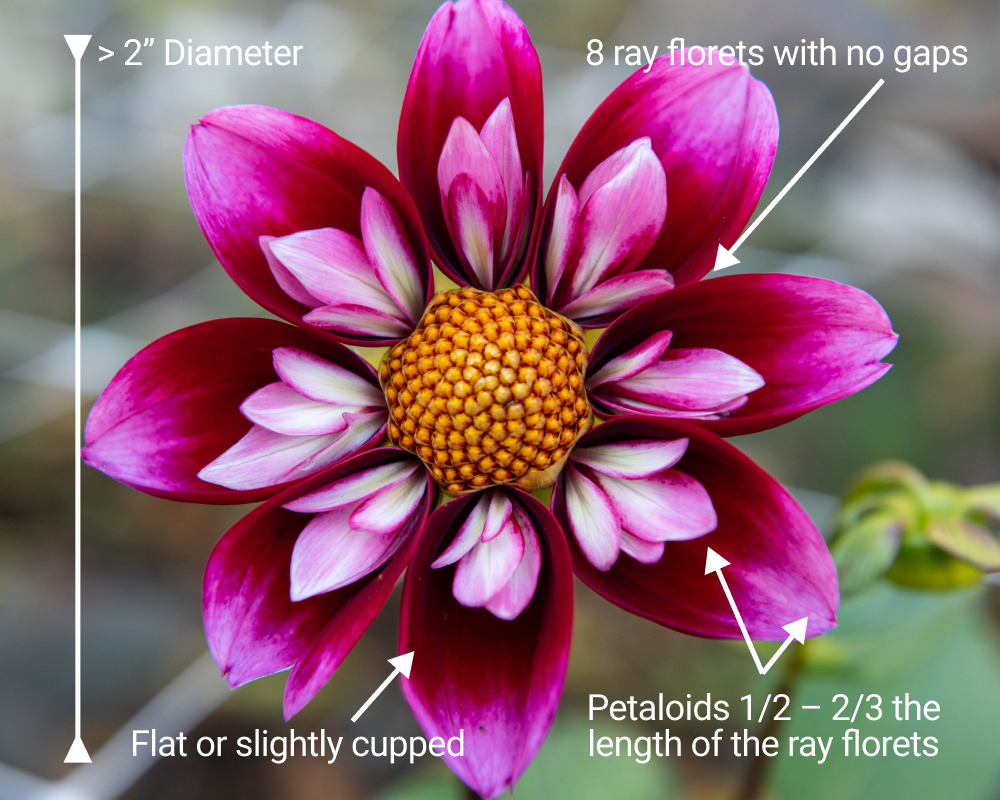 > 2” Diameter
8 ray florets with no gaps
Flat or slightly cupped
Petaloids 1/2 – 2/3 the
length of the ray florets